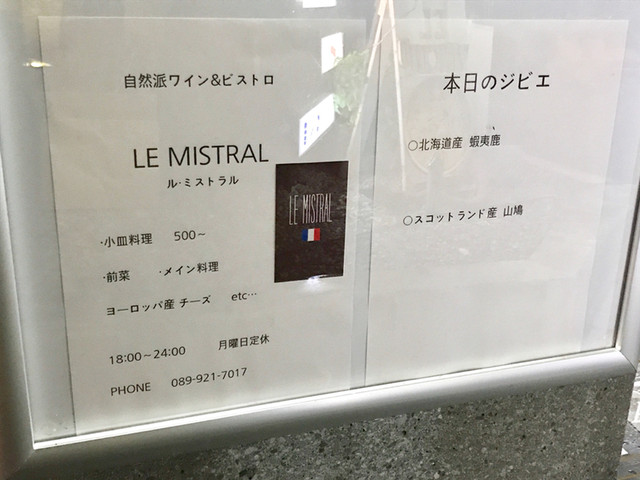 自然派ワイン&ビストロ
LE MISTRAL
ル・ミストラル
LE MISTRAL
・小皿料理 500～
・前菜 ・メイン料理
ヨーロッパ産 チーズ etc…
18:00～24:00 月曜日定休
PHONE 089-921-7017
本日のジビエ
○北海道産 蝦夷鹿
○スコットランド産 山鳩